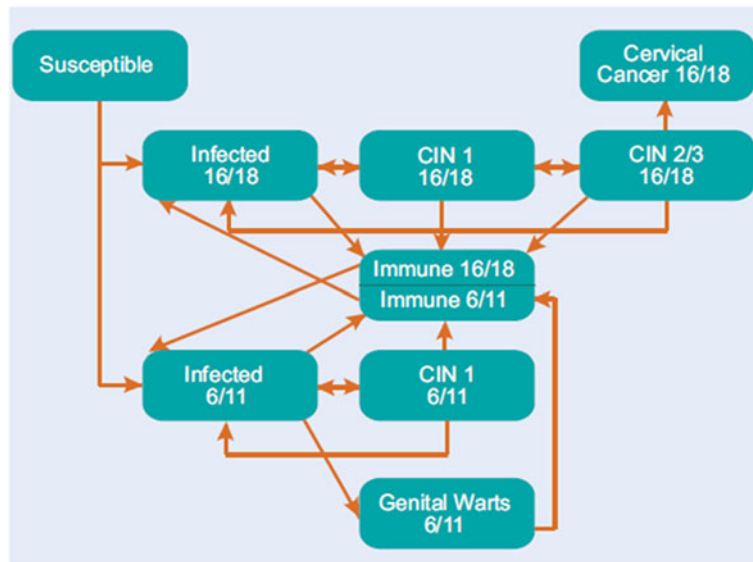 Susceptible
Cervical
Cancer 16/18
Infected
16/18
CIN 1
16/18
CIN 2/3
16/18
Immune 16/18
Immune 6/11
Infected
6/11
CIN 1
6/11
Genital Warts
6/11